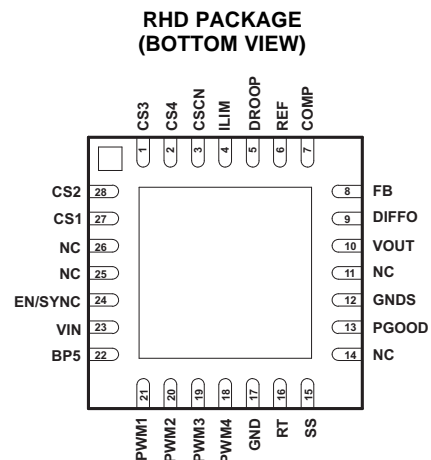 RHD PACKAGE
(BOTTOM VIEW)
CS3
CS4
CSCN
ILIM
DROOP
REF
COMP
1
2
3
4
5
6
7
CS2 28
CS1 27
NC 26
NC 25
EN/SYNC 24
VIN 23
BP5 22
8 FB
9 DIFFO
10 VOUT
11 NC
12 GNDS
13 PGOOD
14 NC
21
20
19
18
17
16
15
PWM1
PWM2
PWM3
PWM4
GND
RT
SS